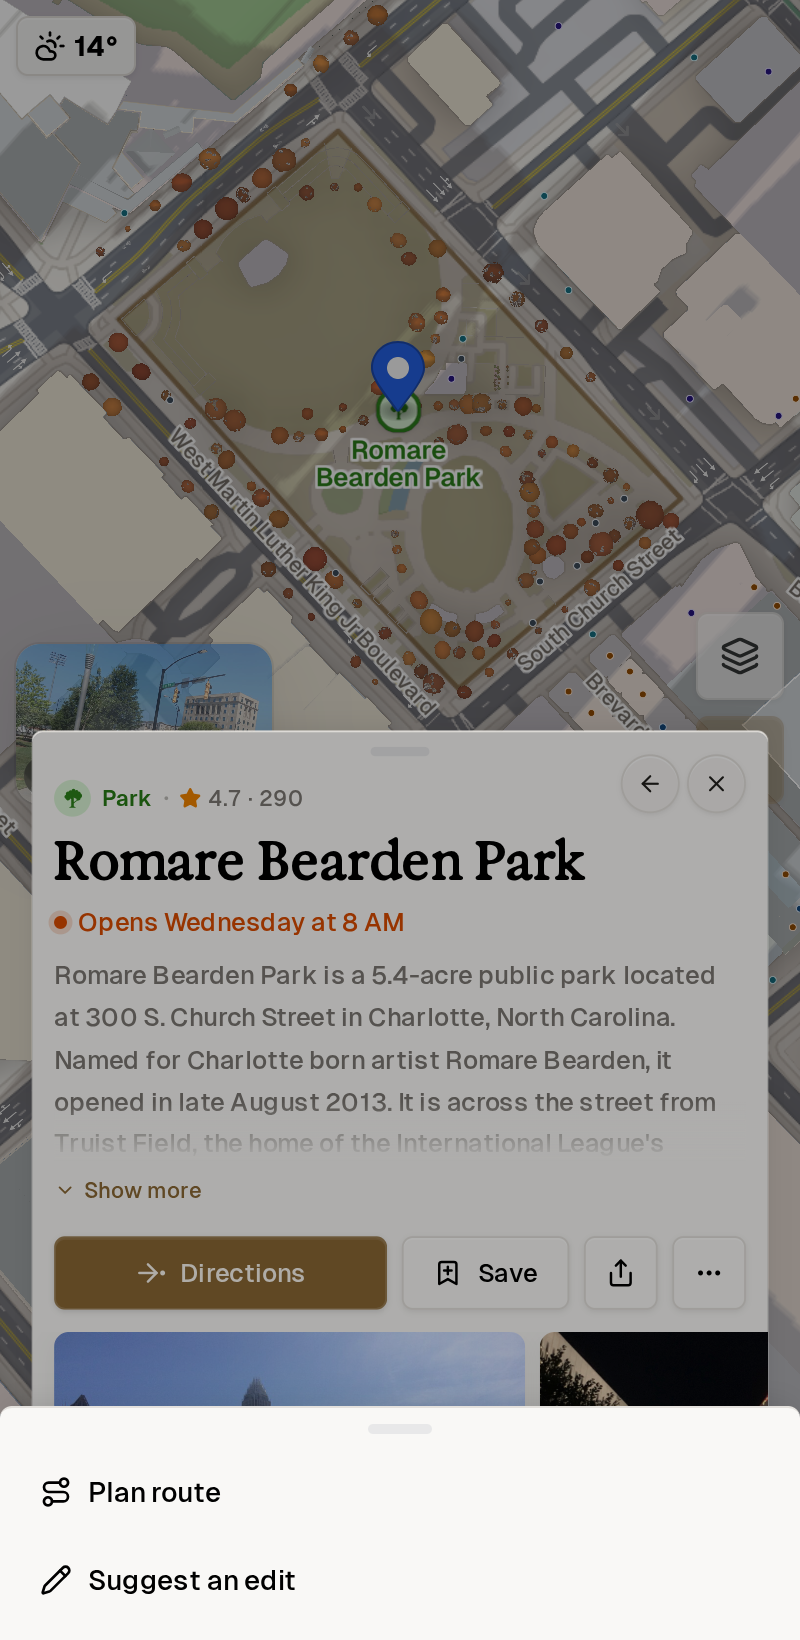 14°
Romare
Bearden Park
West Martin Luther King Jr Boulevard
South Church Street
Brevard
Park · 4.7 · 290
Romare Bearden Park
Opens Wednesday at 8 AM
Romare Bearden Park is a 5.4-acre public park located
at 300 S. Church Street in Charlotte, North Carolina.
Named for Charlotte born artist Romare Bearden, it
opened in late August 2013. It is across the street from
Truist Field, the home of the International League's
Show more
Directions
Save
Plan route
Suggest an edit